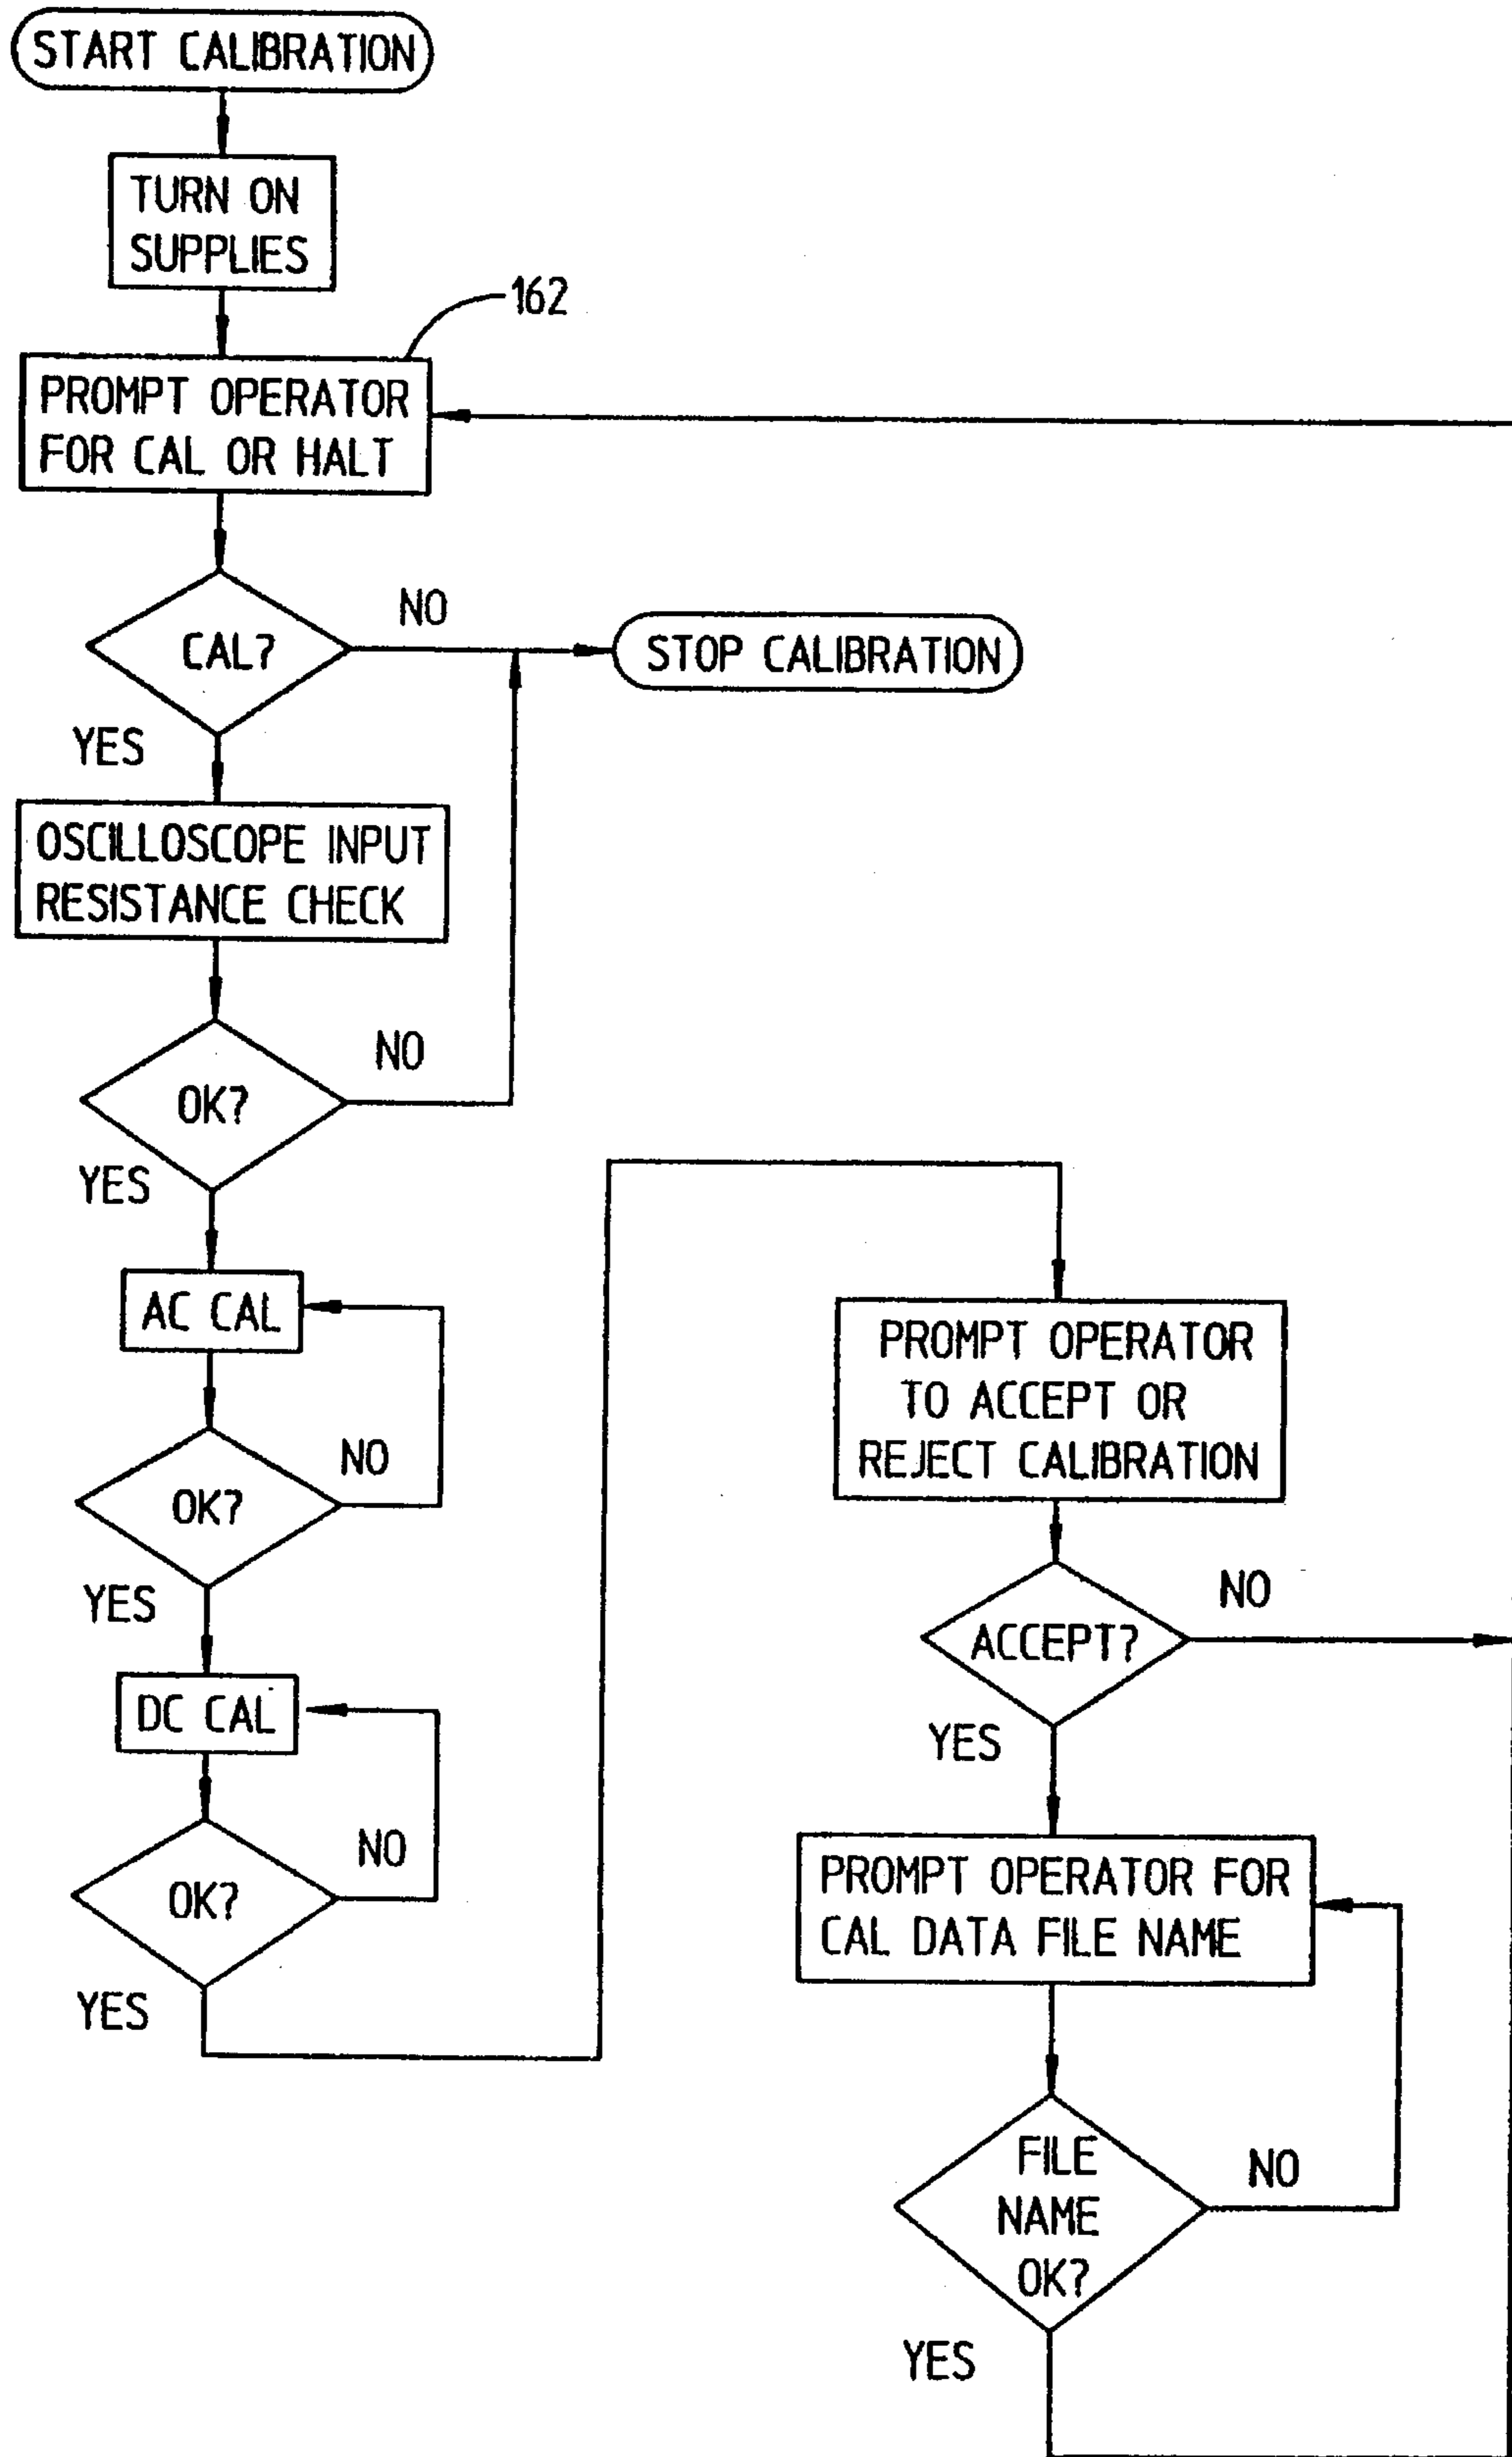 START CALIBRATION
TURN ON
SUPPLIES
162
PROMPT OPERATOR
FOR CAL OR HALT
CAL?
NO
STOP CALIBRATION
YES
OSCILLOSCOPE INPUT
RESISTANCE CHECK
OK?
NO
YES
AC CAL
OK?
NO
YES
DC CAL
OK?
NO
YES
PROMPT OPERATOR
TO ACCEPT OR
REJECT CALIBRATION
ACCEPT?
NO
YES
PROMPT OPERATOR FOR
CAL DATA FILE NAME
FILE
NAME
OK?
NO
YES